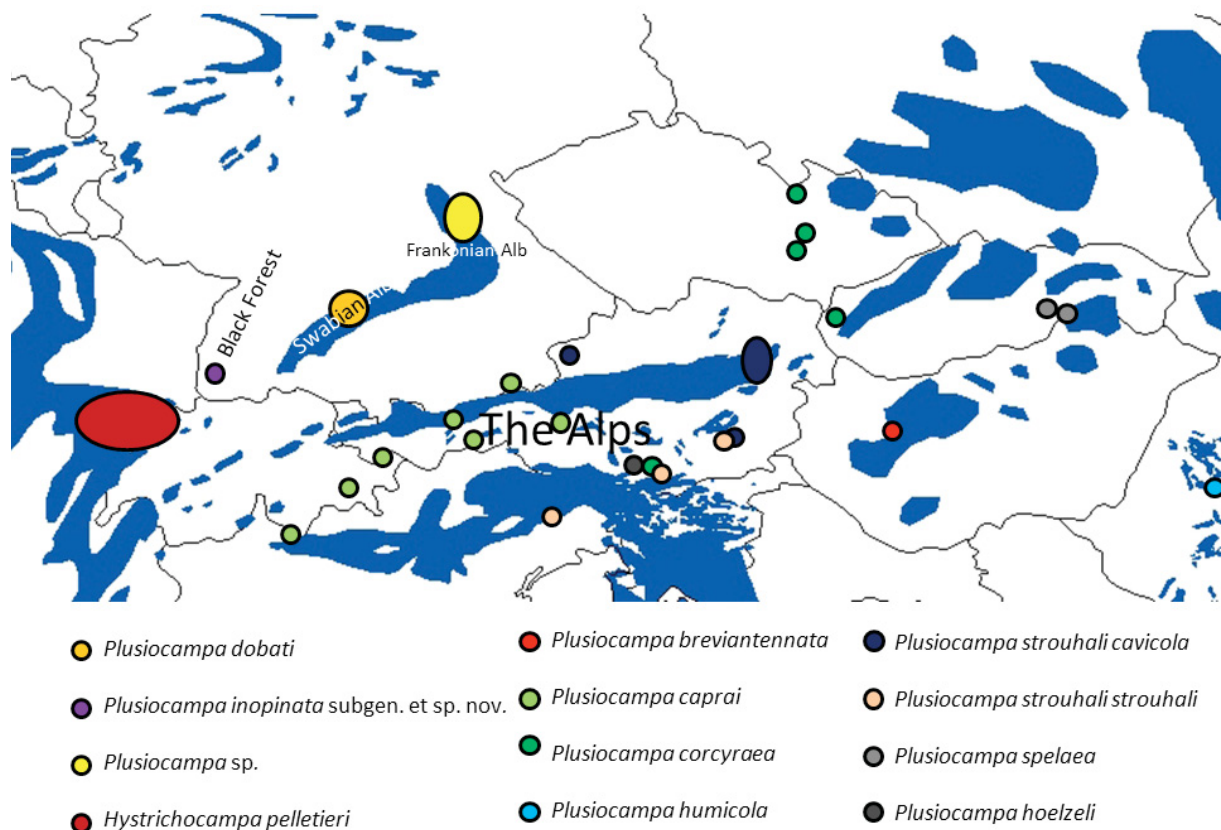 Black Forest
Frankonian Alb
Swabian Alb
The Alps
Plusiocampa dobati
Plusiocampa inopinata subgen. et sp. nov.
Plusiocampa sp.
Hystrichocampa pelletieri
Plusiocampa breviantennata
Plusiocampa caprai
Plusiocampa corcyraea
Plusiocampa humicola
Plusiocampa strouhali cavicola
Plusiocampa strouhali strouhali
Plusiocampa spelaea
Plusiocampa hoelzeli